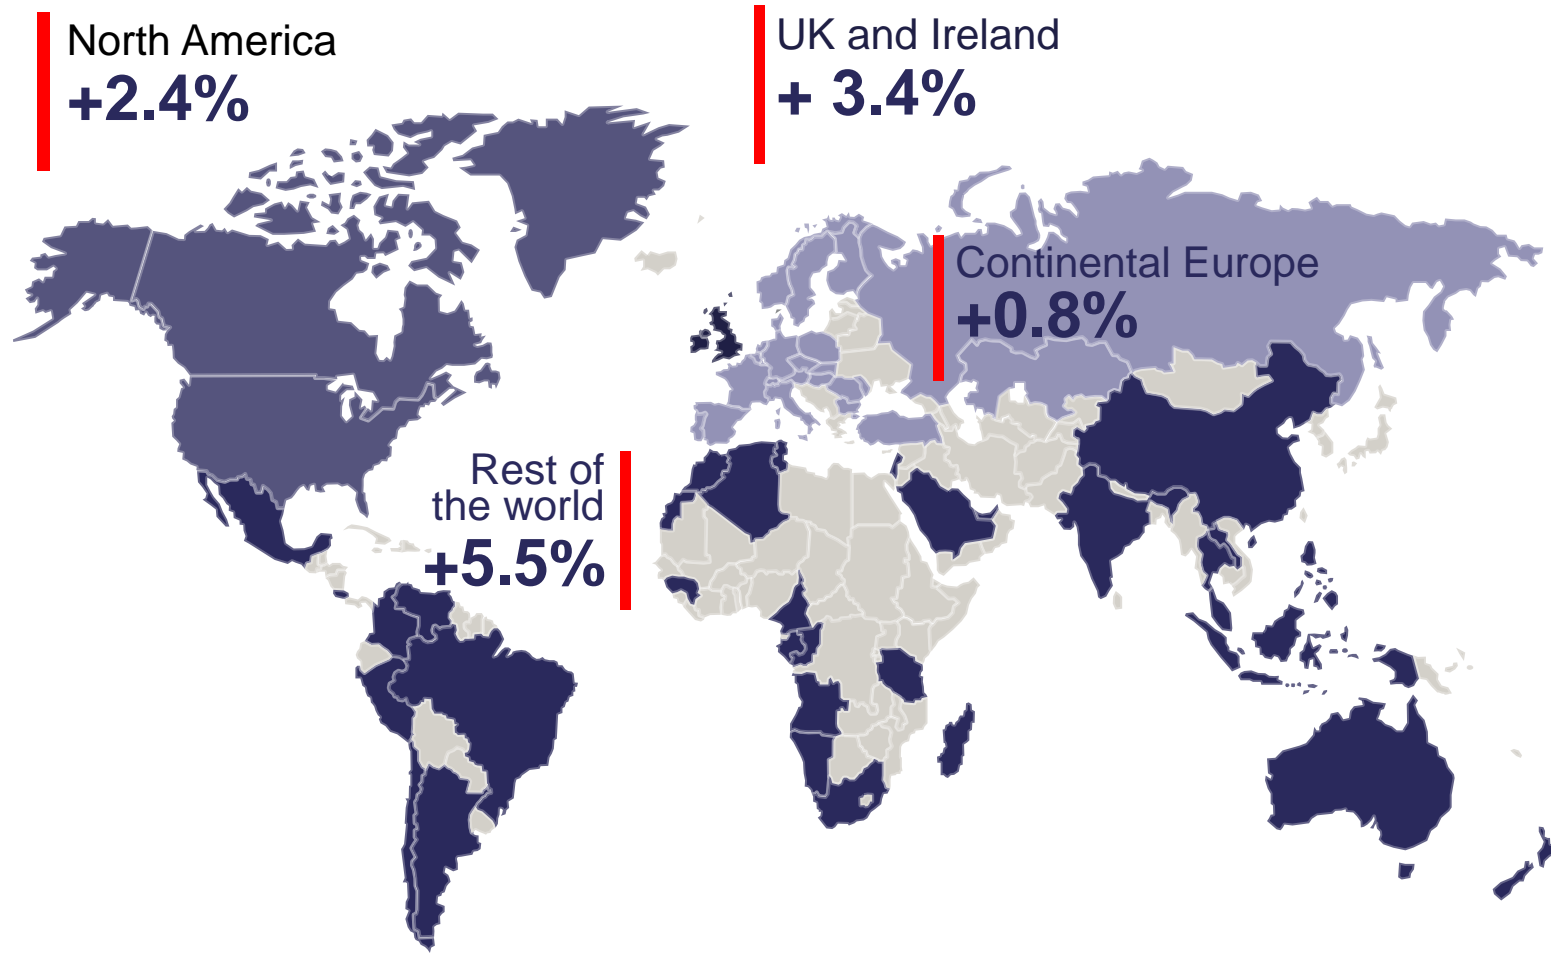 North America
+2.4%
UK and Ireland
+ 3.4%
Continental Europe
+0.8%
Rest of
the world
+5.5%